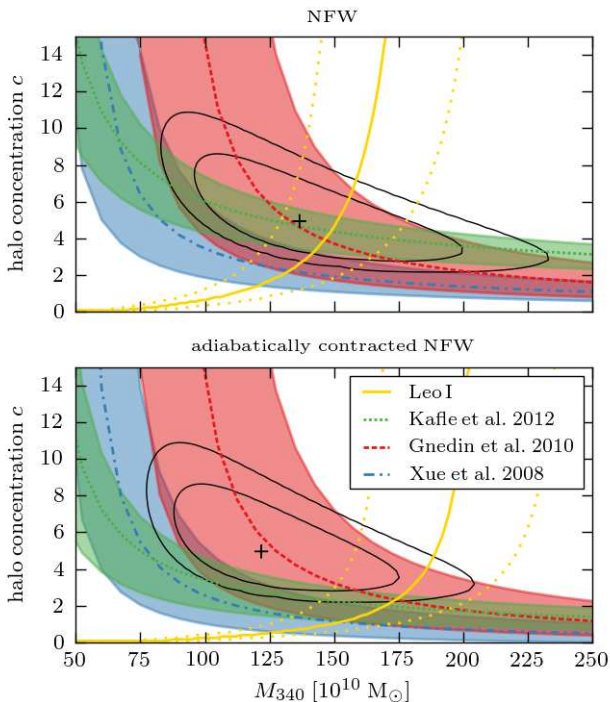 NFW
14
12
10
8
6
4
2
0
halo concentration c
adiabatically contracted NFW
14
12
10
8
6
4
2
0
halo concentration c
Leo I
Kafle et al. 2012
Gnedin et al. 2010
Xue et al. 2008
50 75 100 125 150 175 200 225 250
M₃₄₀ [10¹⁰ M⊙]